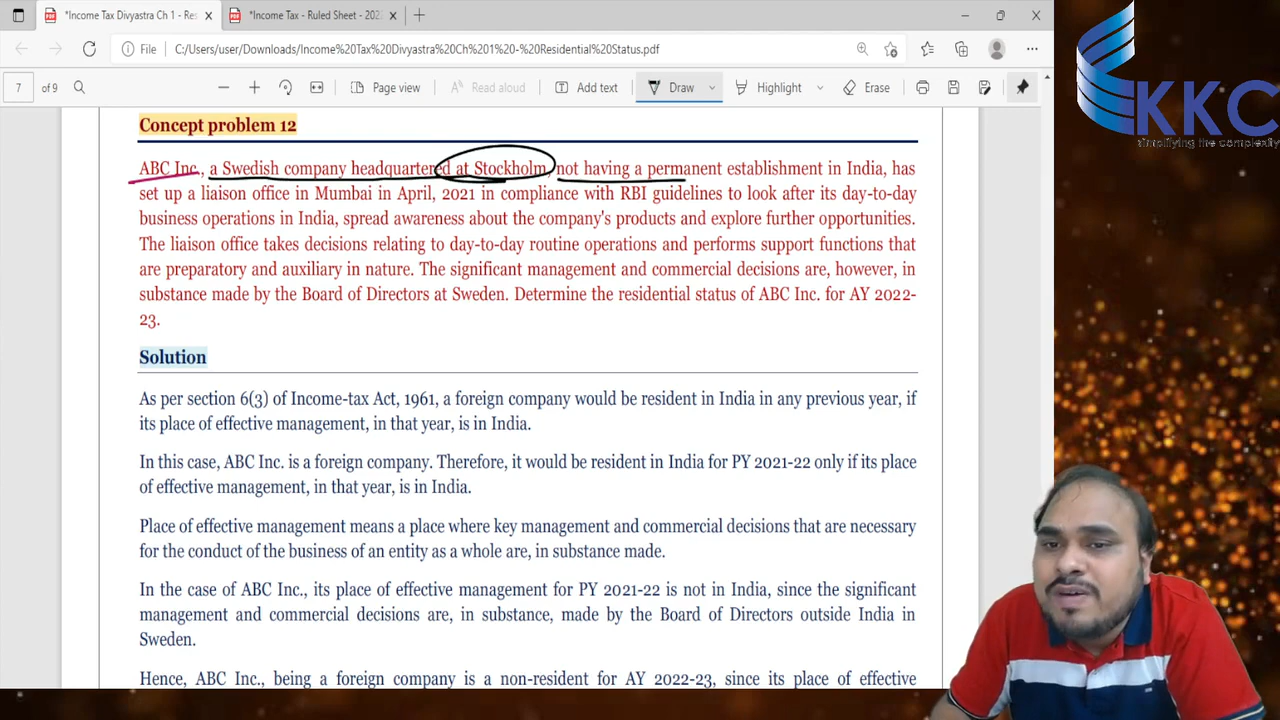 *Income Tax Divyastra Ch 1 - Res
*Income Tax - Ruled Sheet - 202
File C:/Users/user/Downloads/Income%20Tax%20Divyastra%20Ch%201%20-%20Residential%20Status.pdf
7 of 9 Page view Read aloud Add text Draw Highlight Erase
KKC
simplifying the complexity
Concept problem 12
ABC Inc., a Swedish company headquartered at Stockholm, not having a permanent establishment in India, has
set up a liaison office in Mumbai in April, 2021 in compliance with RBI guidelines to look after its day-to-day
business operations in India, spread awareness about the company's products and explore further opportunities.
The liaison office takes decisions relating to day-to-day routine operations and performs support functions that
are preparatory and auxiliary in nature. The significant management and commercial decisions are, however, in
substance made by the Board of Directors at Sweden. Determine the residential status of ABC Inc. for AY 2022-
23.
Solution
As per section 6(3) of Income-tax Act, 1961, a foreign company would be resident in India in any previous year, if
its place of effective management, in that year, is in India.
In this case, ABC Inc. is a foreign company. Therefore, it would be resident in India for PY 2021-22 only if its place
of effective management, in that year, is in India.
Place of effective management means a place where key management and commercial decisions that are necessary
for the conduct of the business of an entity as a whole are, in substance made.
In the case of ABC Inc., its place of effective management for PY 2021-22 is not in India, since the significant
management and commercial decisions are, in substance, made by the Board of Directors outside India in
Sweden.
Hence, ABC Inc., being a foreign company is a non-resident for AY 2022-23, since its place of effective